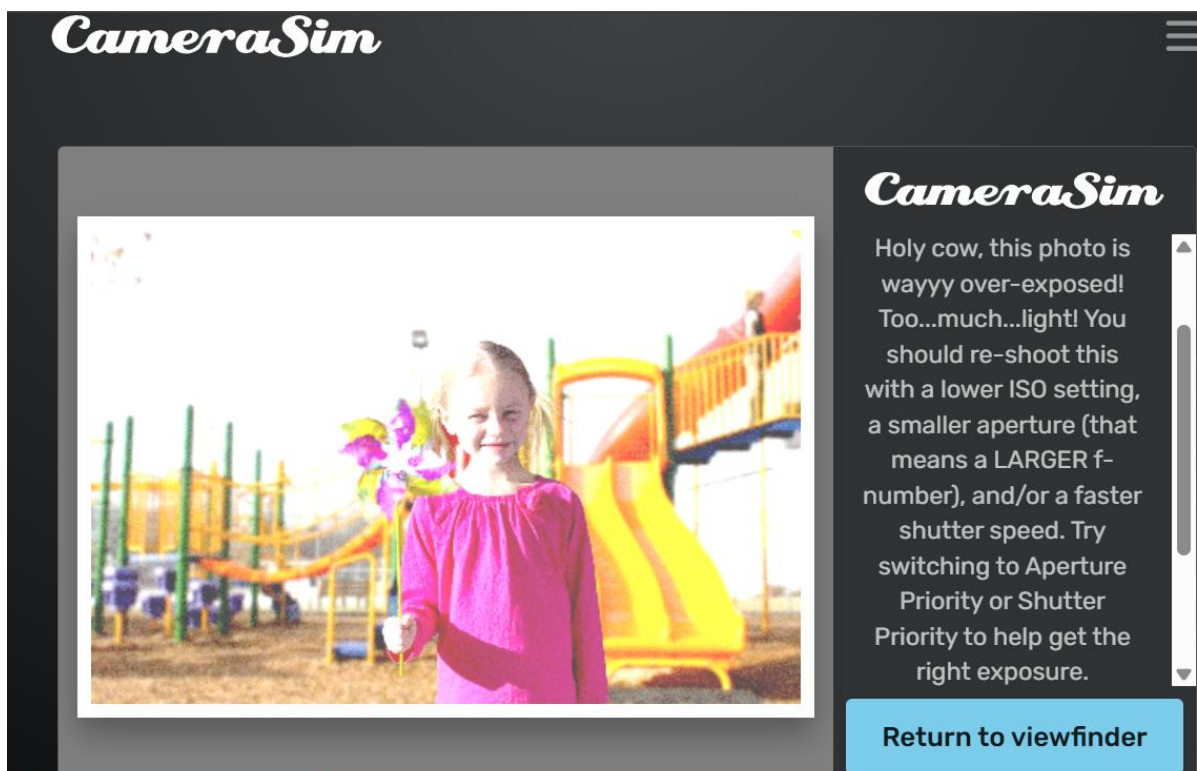 CameraSim
CameraSim
Holy cow, this photo is
wayyy over-exposed!
Too...much...light! You
should re-shoot this
with a lower ISO setting,
a smaller aperture (that
means a LARGER f-
number), and/or a faster
shutter speed. Try
switching to Aperture
Priority or Shutter
Priority to help get the
right exposure.
Return to viewfinder